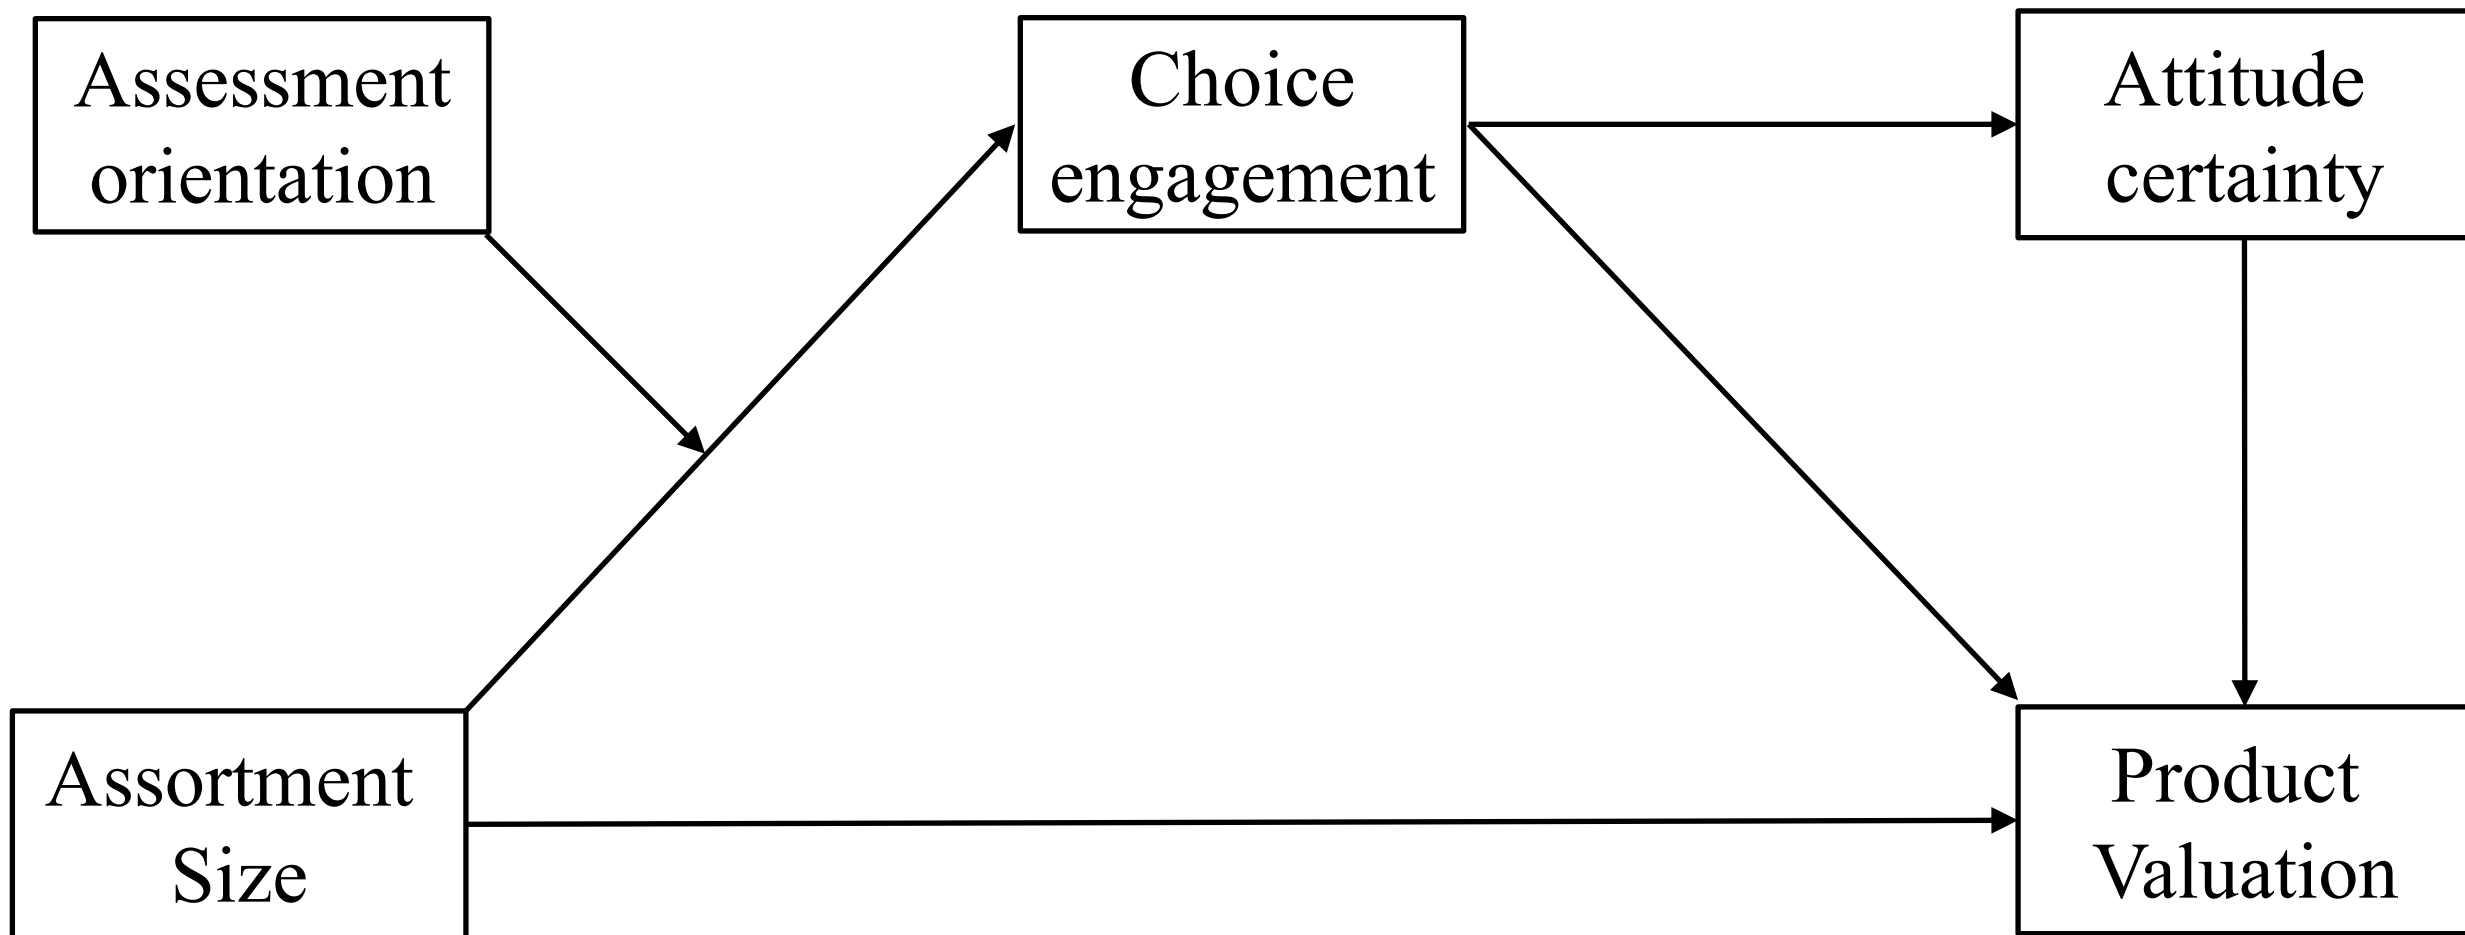 Assessment
orientation
Choice
engagement
Attitude
certainty
Assortment
Size
Product
Valuation